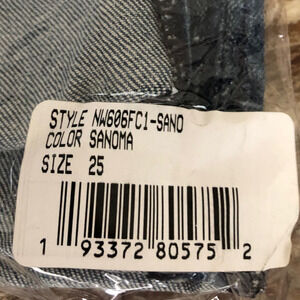 STYLE NW606FC1-SANO
COLOR SANOMA
SIZE 25
1 93372 80575 2